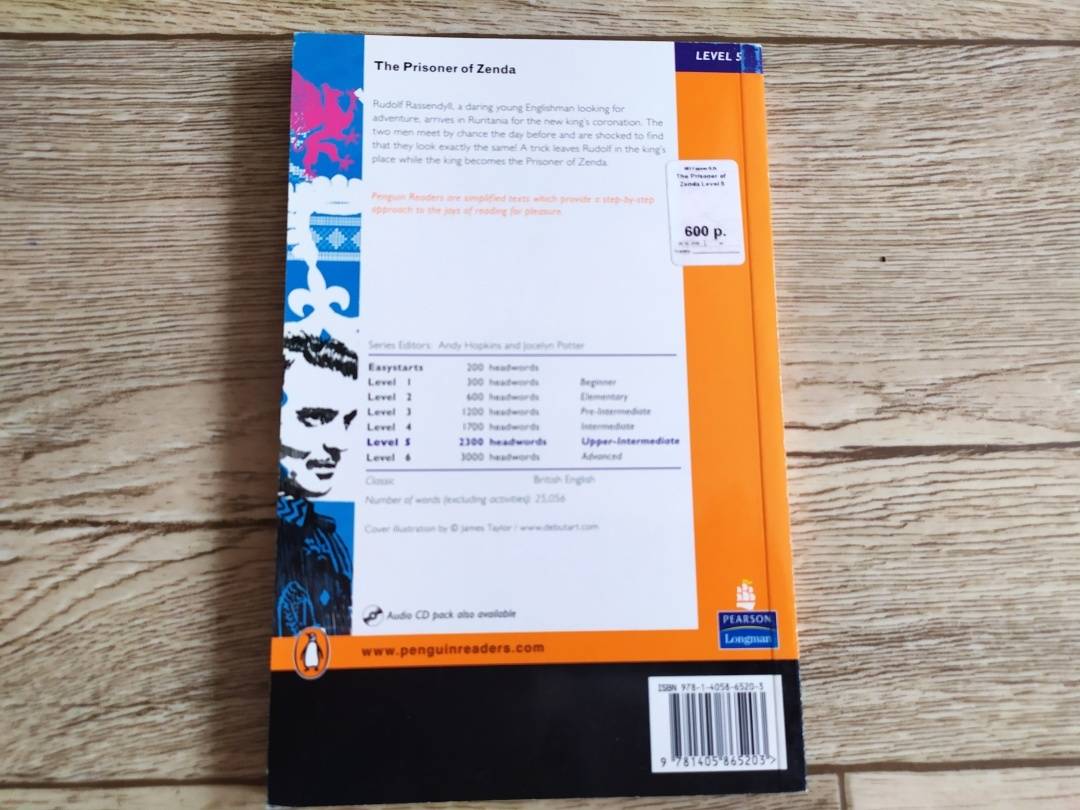 The Prisoner of Zenda
LEVEL 5
Rudolf Rassendyll, a daring young Englishman looking for
adventure, arrives in Ruritania for the new king's coronation. The
two men meet by chance the day before and are shocked to find
that they look exactly the same! A trick leaves Rudolf in the king's
place while the king becomes the Prisoner of Zenda.
The Prisoner of
Zenda Level 5
600 р.
Penguin Readers are simplified texts which provide a step-by-step
approach to the joys of reading for pleasure.
Series Editors: Andy Hopkins and Jocelyn Potter
Easystarts 200 headwords
Level 1 300 headwords Beginner
Level 2 600 headwords Elementary
Level 3 1200 headwords Pre-Intermediate
Level 4 1700 headwords Intermediate
Level 5 2300 headwords Upper-Intermediate
Level 6 3000 headwords Advanced
Classic British English
Number of words (excluding activities): 25,056
Cover illustration by © James Taylor / www.debutart.com
Audio CD pack also available
PEARSON
Longman
www.penguinreaders.com
ISBN 978-1-4058-6520-3
9 781405 865203 >